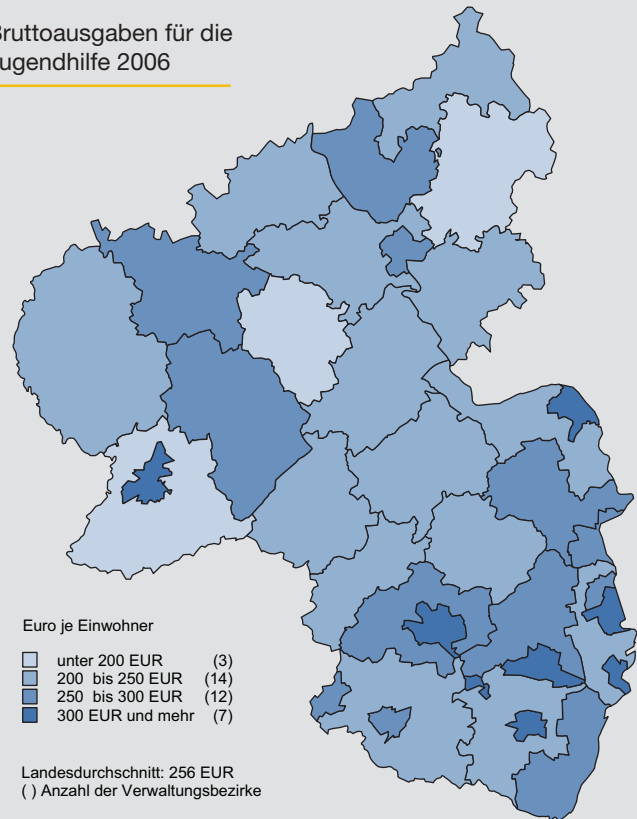 Bruttoausgaben für die
Jugendhilfe 2006
Euro je Einwohner
unter 200 EUR (3)
200 bis 250 EUR (14)
250 bis 300 EUR (12)
300 EUR und mehr (7)
Landesdurchschnitt: 256 EUR
( ) Anzahl der Verwaltungsbezirke